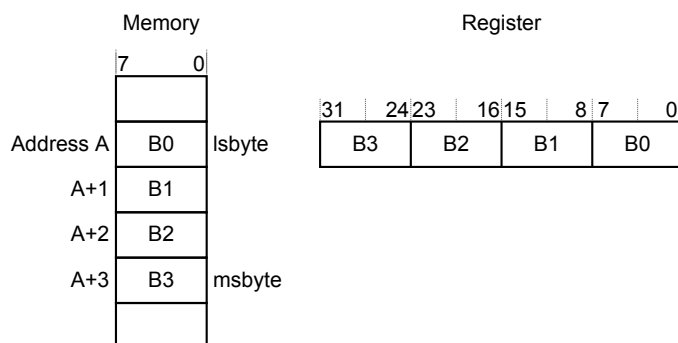 Memory
Register
7 0
31 24 23 16 15 8 7 0
Address A B0 lsbyte
B3 B2 B1 B0
A+1 B1
A+2 B2
A+3 B3 msbyte